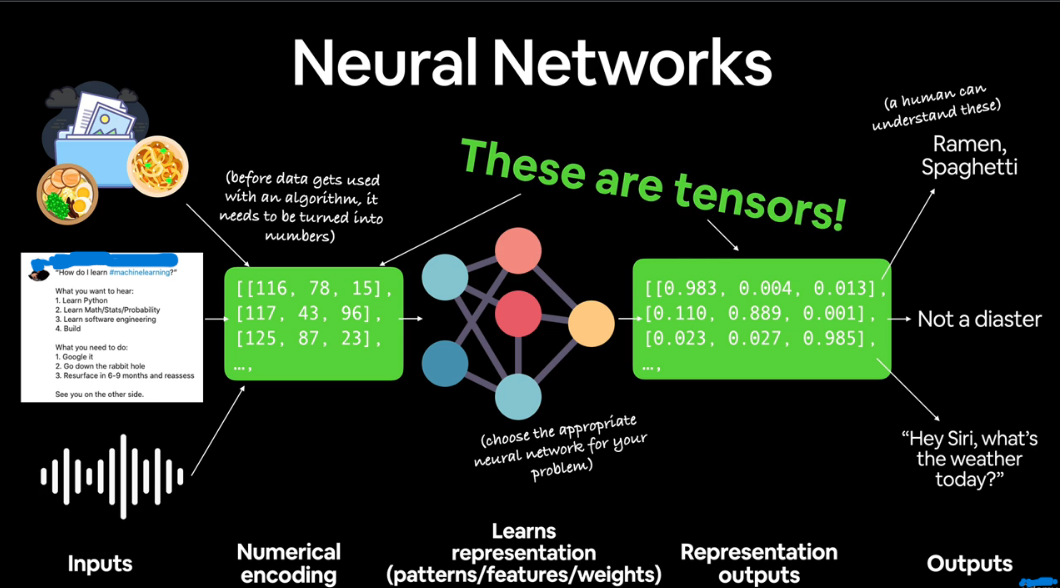 Neural Networks
(a human can
understand these)
Ramen,
Spaghetti
These are tensors!
(before data gets used
with an algorithm, it
needs to be turned into
numbers)
"How do I learn #machinelearning?"
What you want to hear:
1. Learn Python
2. Learn Math/Stats/Probability
3. Learn software engineering
4. Build
What you need to do:
1. Google it
2. Go down the rabbit hole
3. Resurface in 6-9 months and reassess
See you on the other side.
[[116, 78, 15],
[117, 43, 96],
[125, 87, 23],
…,
[[0.983, 0.004, 0.013],
[0.110, 0.889, 0.001],
[0.023, 0.027, 0.985],
…,
Not a diaster
(choose the appropriate
neural network for your
problem)
“Hey Siri, what’s
the weather
today?”
Inputs
Numerical
encoding
Learns
representation
(patterns/features/weights)
Representation
outputs
Outputs